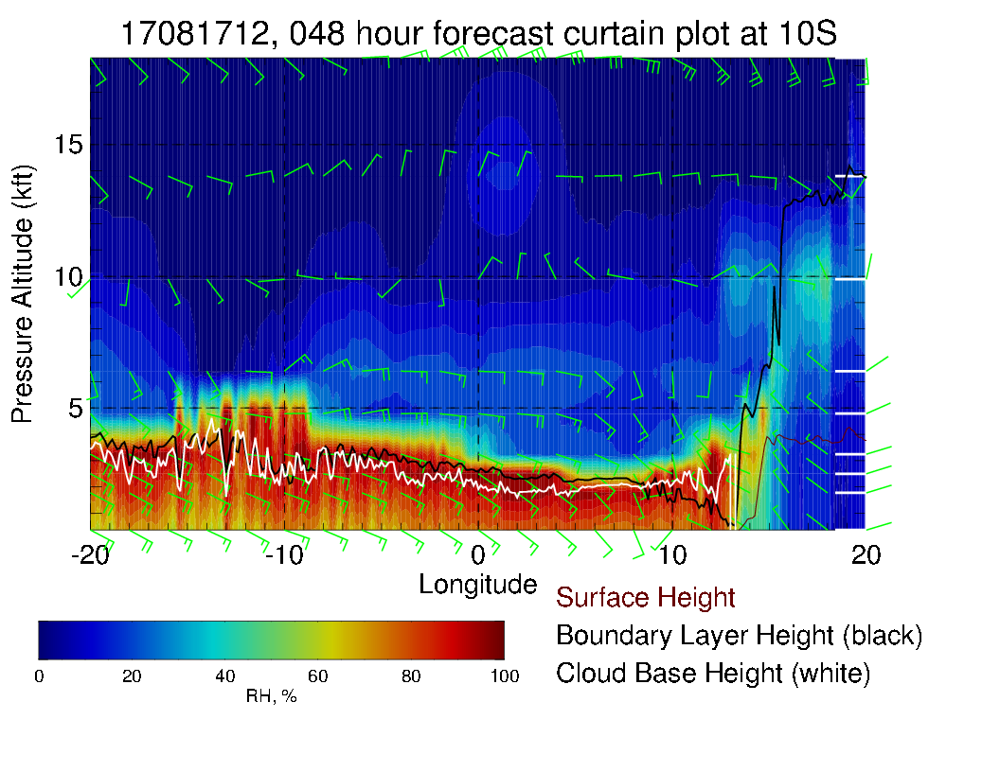 17081712, 048 hour forecast curtain plot at 10S
Pressure Altitude (kft)
15
10
5
-20 -10 0 10 20
Longitude
Surface Height
Boundary Layer Height (black)
Cloud Base Height (white)
0 20 40 60 80 100
RH, %